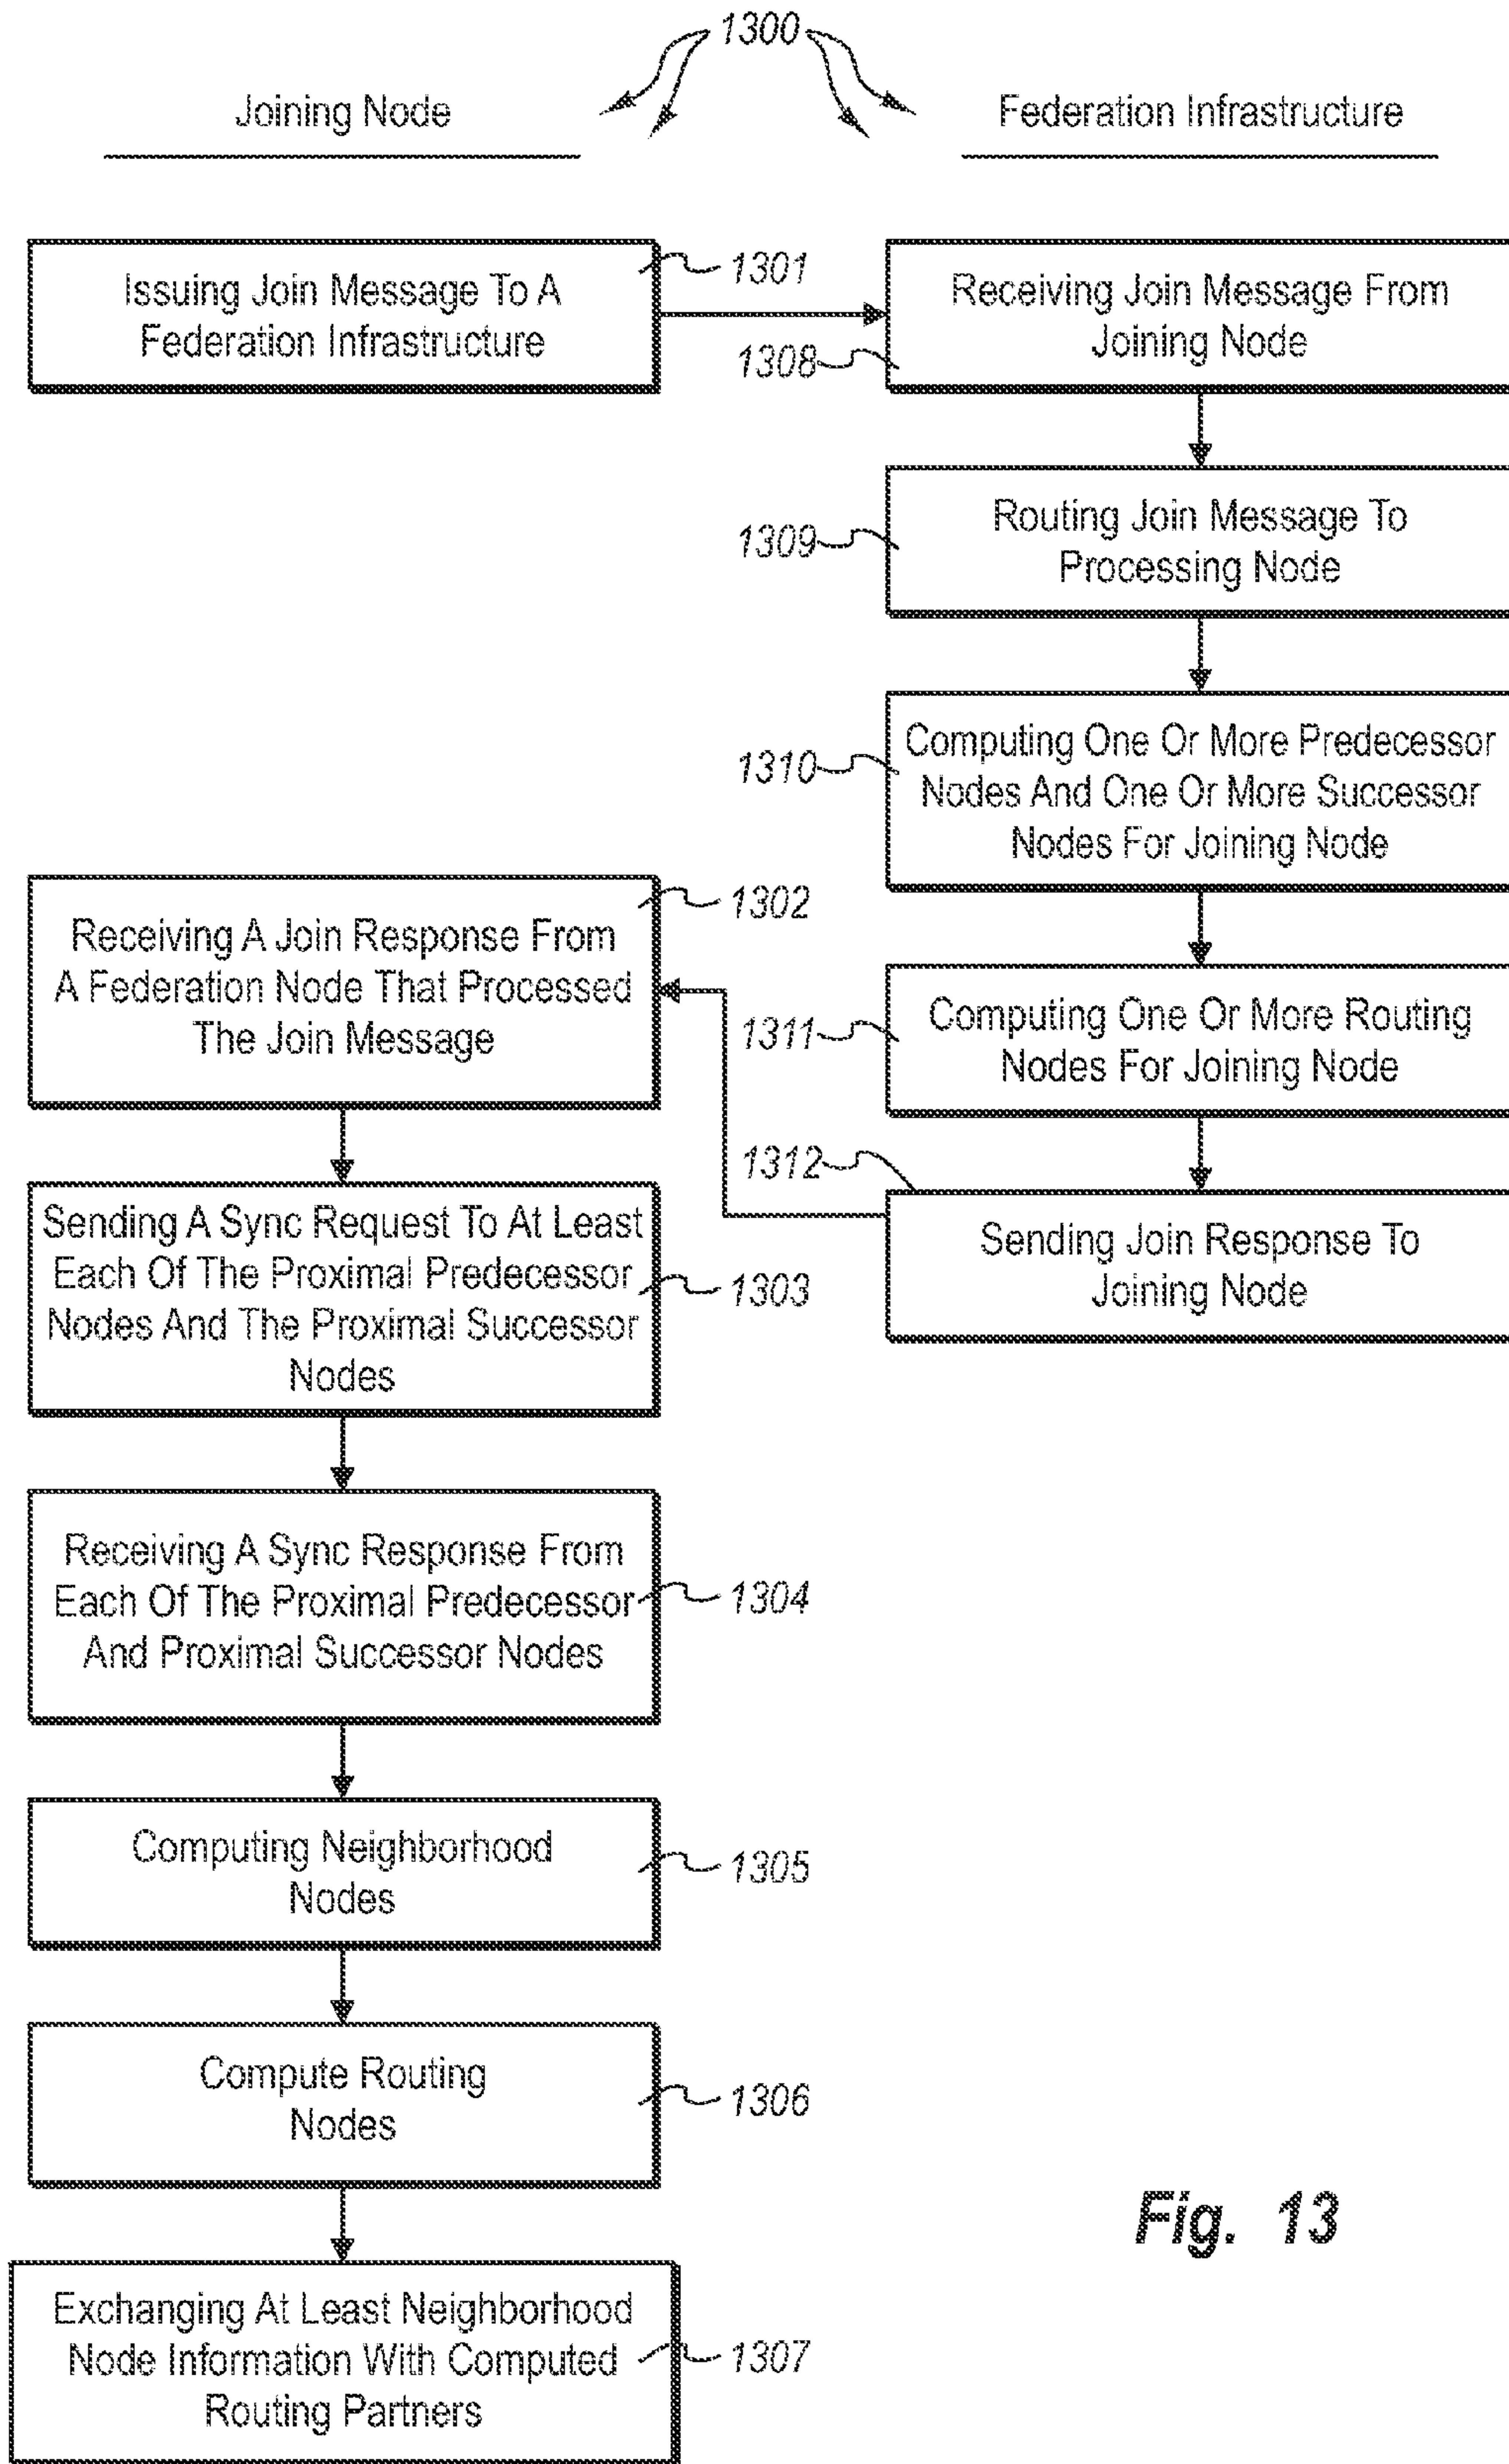 1300
Joining Node
Federation Infrastructure
Issuing Join Message To A
Federation Infrastructure
1301
Receiving Join Message From
Joining Node
1308
Routing Join Message To
Processing Node
1309
Computing One Or More Predecessor
Nodes And One Or More Successor
Nodes For Joining Node
1310
Receiving A Join Response From
A Federation Node That Processed
The Join Message
1302
Computing One Or More Routing
Nodes For Joining Node
1311
Sending Join Response To
Joining Node
1312
Sending A Sync Request To At Least
Each Of The Proximal Predecessor
Nodes And The Proximal Successor
Nodes
1303
Receiving A Sync Response From
Each Of The Proximal Predecessor
And Proximal Successor Nodes
1304
Computing Neighborhood
Nodes
1305
Compute Routing
Nodes
1306
Exchanging At Least Neighborhood
Node Information With Computed
Routing Partners
1307
Fig. 13